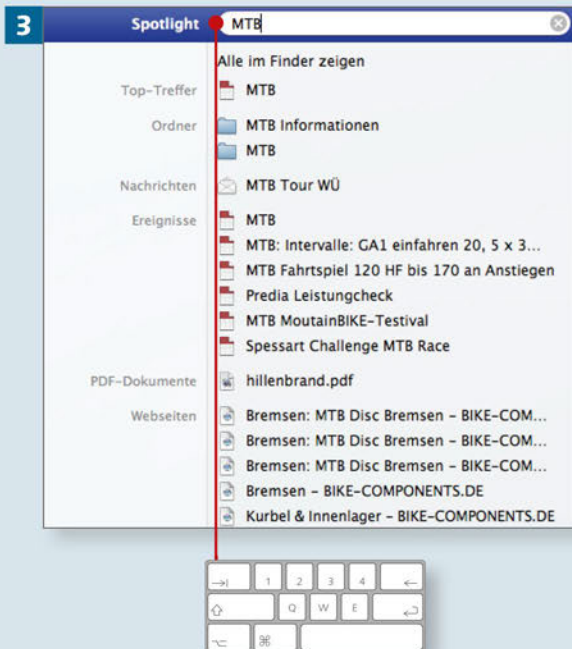 3
Spotlight MTB
Alle im Finder zeigen
Top-Treffer MTB
Ordner MTB Informationen
MTB
Nachrichten MTB Tour WÜ
Ereignisse MTB
MTB: Intervalle: GA1 einfahren 20, 5 x 3...
MTB Fahrtspiel 120 HF bis 170 an Anstiegen
Predia Leistungcheck
MTB MoutainBIKE-Testival
Spessart Challenge MTB Race
PDF-Dokumente hillenbrand.pdf
Webseiten Bremsen: MTB Disc Bremsen - BIKE-COM...
Bremsen: MTB Disc Bremsen - BIKE-COM...
Bremsen: MTB Disc Bremsen - BIKE-COM...
Bremsen - BIKE-COMPONENTS.DE
Kurbel & Innenlager - BIKE-COMPONENTS.DE
1 2 3 4
Q W E